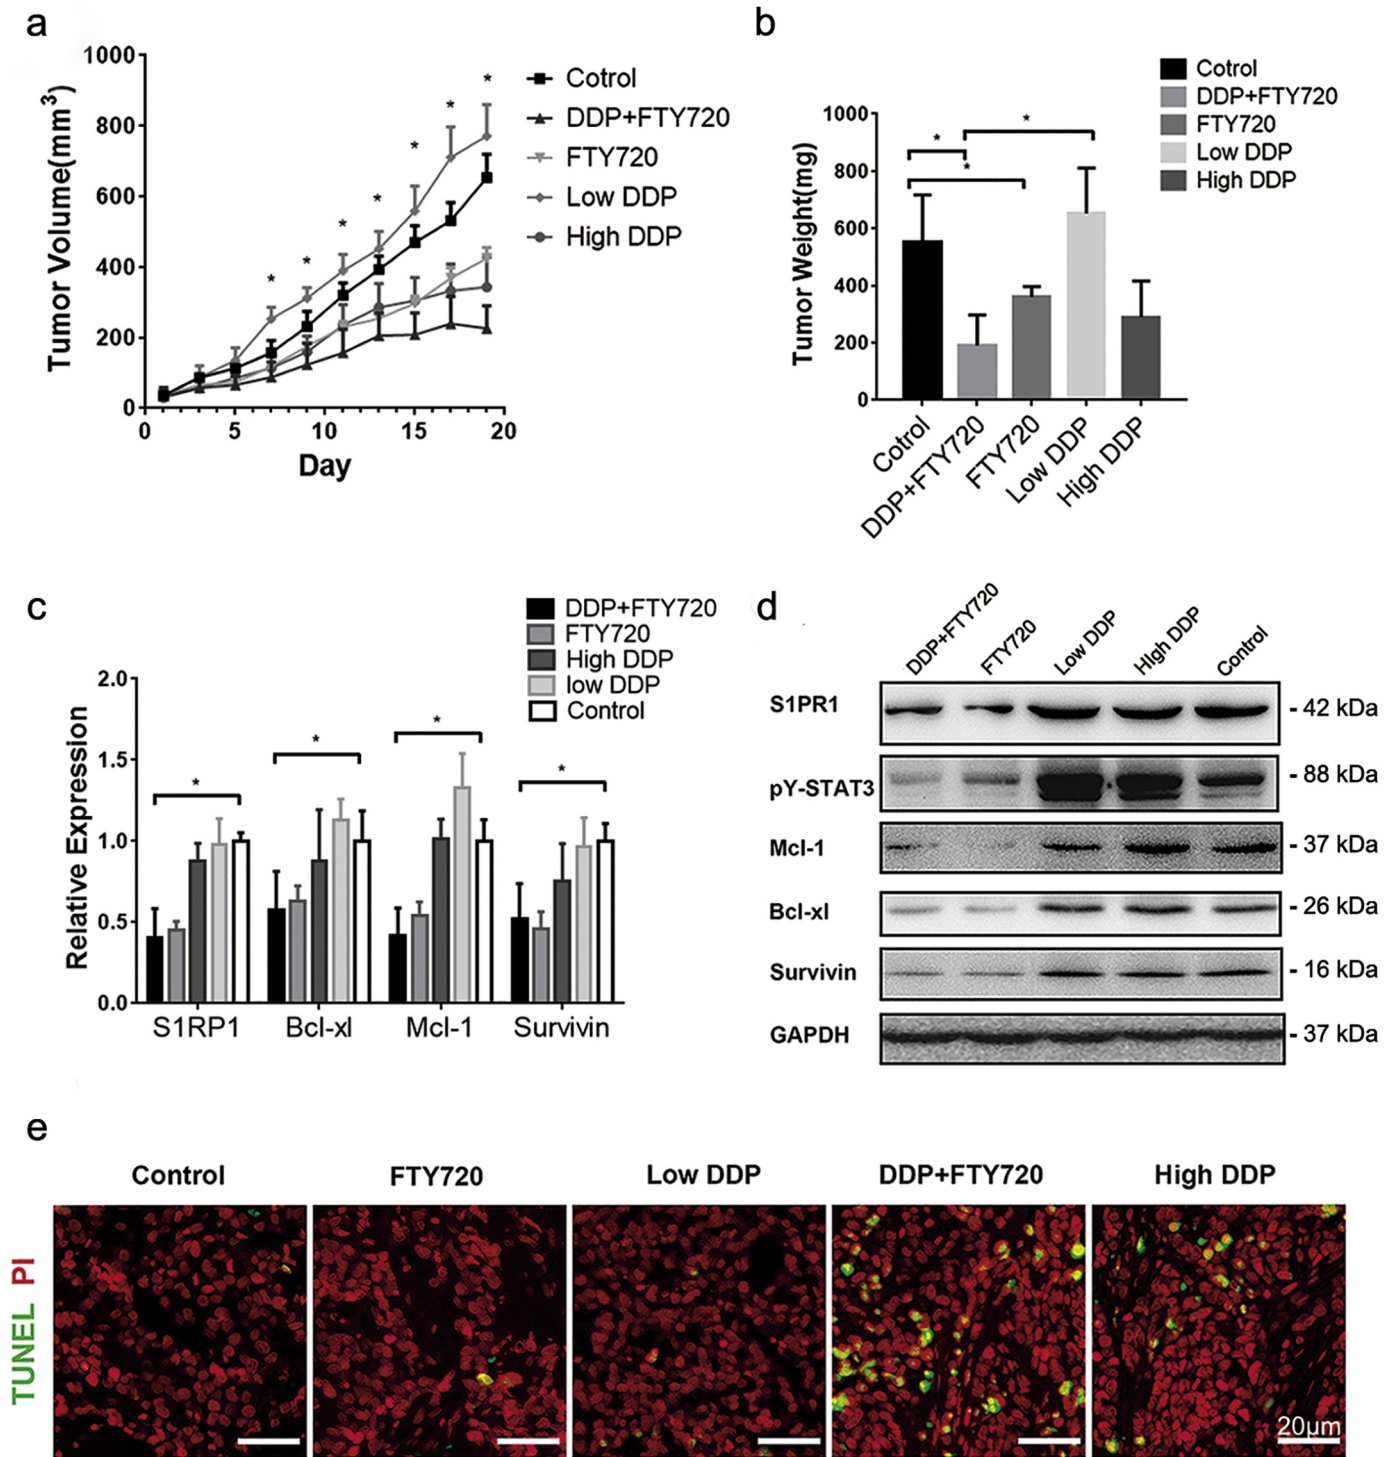 a
Tumor Volume(mm³)
1000
800
600
400
200
0
0 5 10 15 20
Day
* * * * * * *
Cotrol
DDP+FTY720
FTY720
Low DDP
High DDP
b
Tumor Weight(mg)
1000
800
600
400
200
0
* * *
Cotrol
DDP+FTY720
FTY720
Low DDP
High DDP
Cotrol
DDP+FTY720
FTY720
Low DDP
High DDP
c
Relative Expression
2.0
1.5
1.0
0.5
0.0
* * * *
S1RP1 Bcl-xl Mcl-1 Survivin
DDP+FTY720
FTY720
High DDP
low DDP
Control
d
DDP+FTY720 FTY720 Low DDP HIgh DDP Control
S1PR1 - 42 kDa
pY-STAT3 - 88 kDa
Mcl-1 - 37 kDa
Bcl-xl - 26 kDa
Survivin - 16 kDa
GAPDH - 37 kDa
e
Control FTY720 Low DDP DDP+FTY720 High DDP
TUNEL PI
20μm